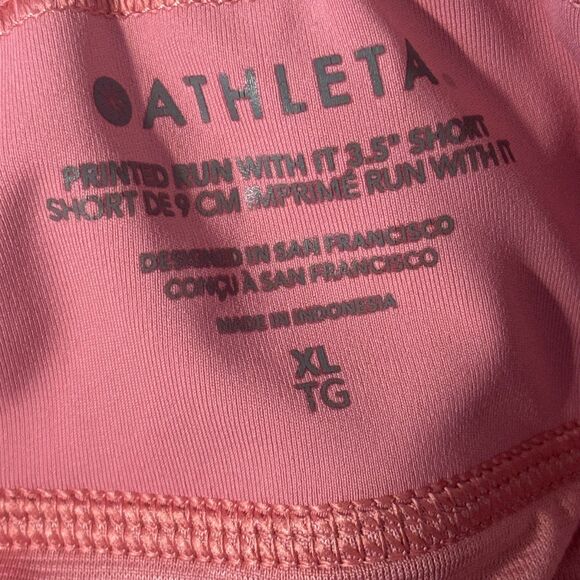 ATHLETA
PRINTED RUN WITH IT 3.5" SHORT
SHORT DE 9 CM IMPRIMÉ RUN WITH IT
DESIGNED IN SAN FRANCISCO
CONÇU À SAN FRANCISCO
MADE IN INDONESIA
XL
TG